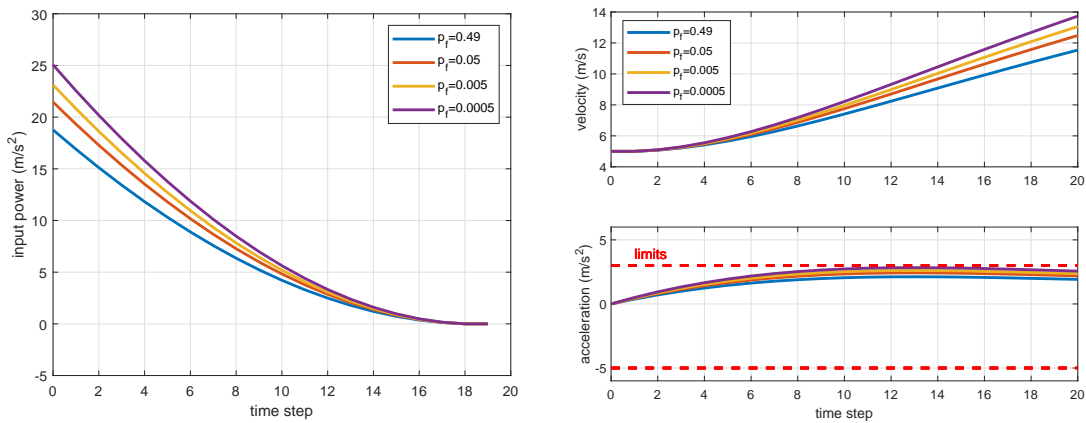 30
25
20
15
10
5
0
-5
input power (m/s²)
p_f=0.49
p_f=0.05
p_f=0.005
p_f=0.0005
0 2 4 6 8 10 12 14 16 18 20
time step
14
12
10
8
6
4
velocity (m/s)
p_f=0.49
p_f=0.05
p_f=0.005
p_f=0.0005
0 2 4 6 8 10 12 14 16 18 20
5
0
-5
acceleration (m/s²)
limits
0 2 4 6 8 10 12 14 16 18 20
time step